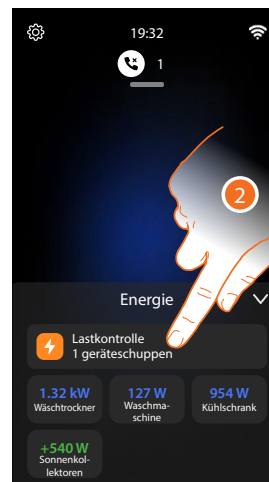 19:32
1
2
Energie
Lastkontrolle
1 geräteschuppen
1.32 kW
Wäschtrockner
127 W
Waschma-
schine
954 W
Kühlschrank
+540 W
Sonnenkol-
lektoren